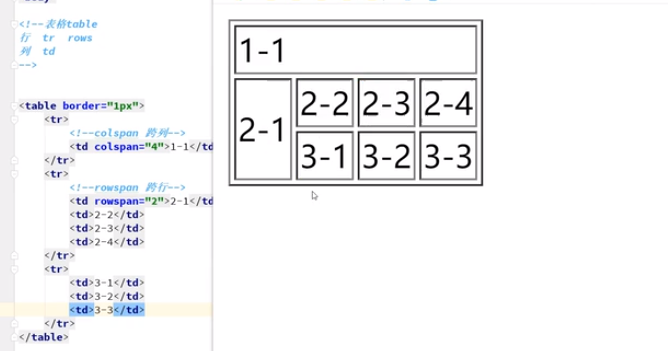 <!--表格table
行 tr rows
列 td
-->
<table border="1px">
<tr>
<!--colspan 跨列-->
<td colspan="4">1-1</td
</tr>
<tr>
<!--rowspan 跨行-->
<td rowspan="2">2-1</td
<td>2-2</td>
<td>2-3</td>
<td>2-4</td>
</tr>
<tr>
<td>3-1</td>
<td>3-2</td>
<td>3-3</td>
</tr>
</table>
1-1
2-1 2-2 2-3 2-4
3-1 3-2 3-3